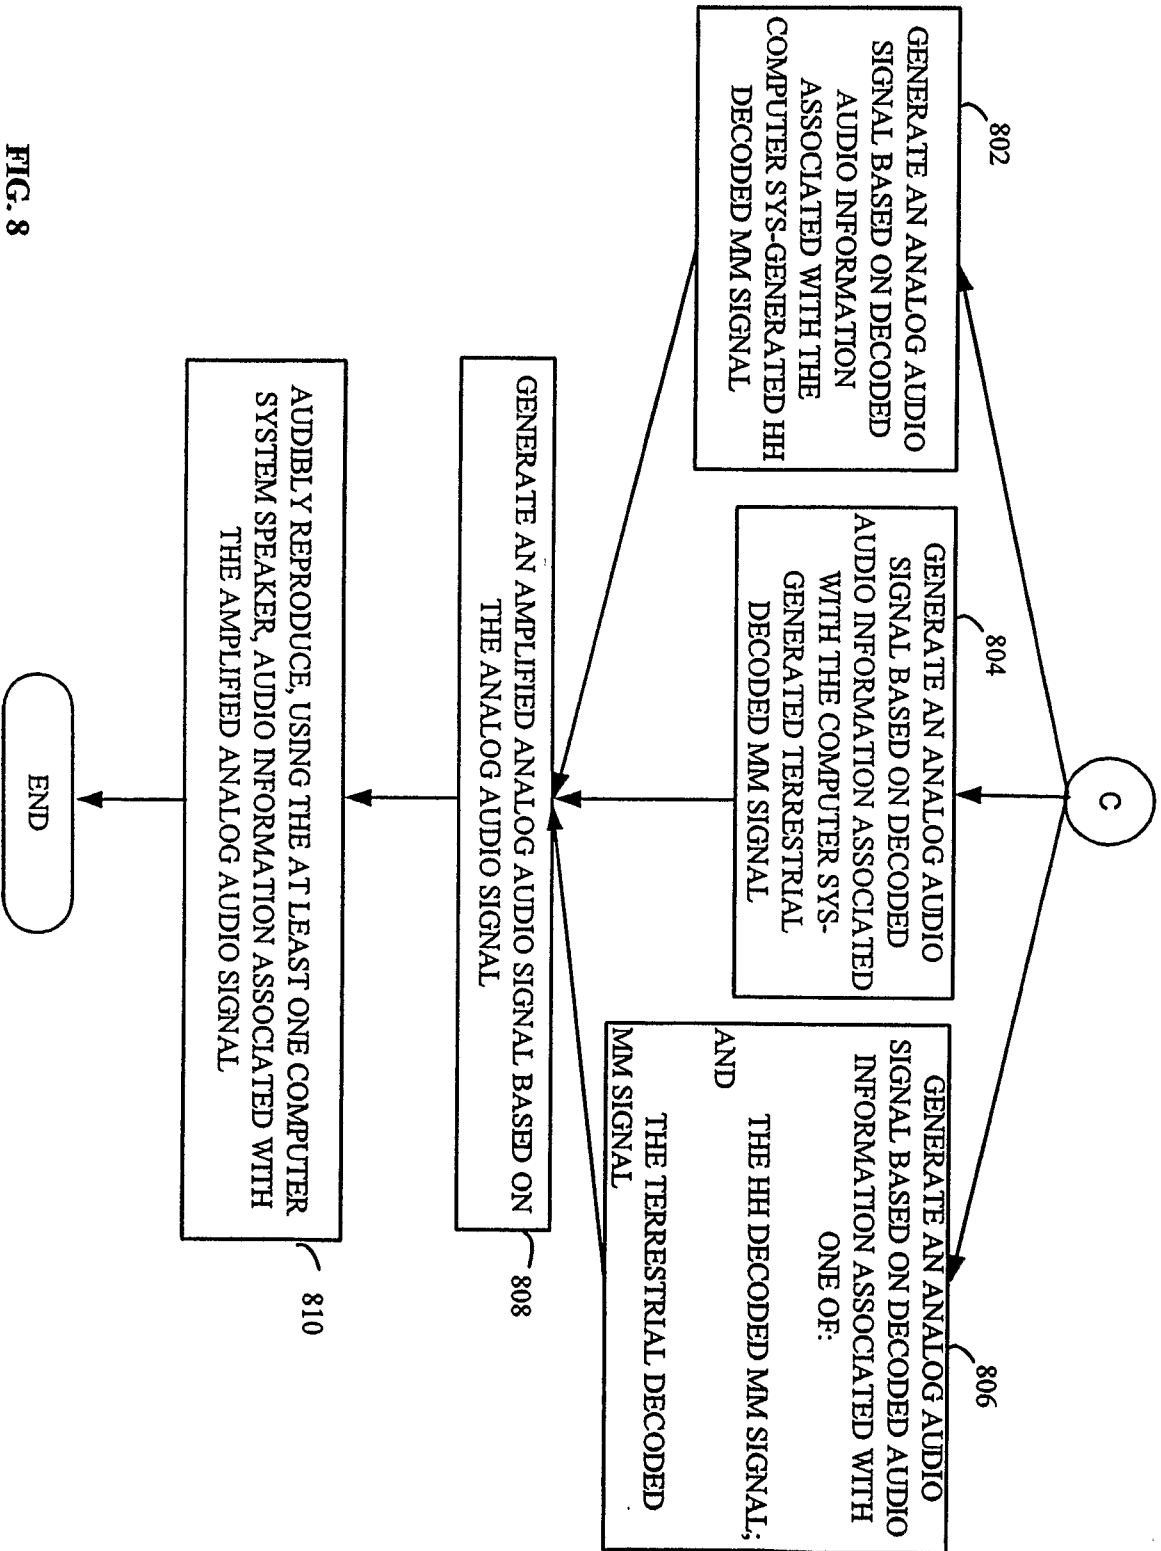 C
802
GENERATE AN ANALOG AUDIO
SIGNAL BASED ON DECODED
AUDIO INFORMATION
ASSOCIATED WITH THE
COMPUTER SYS-GENERATED HH
DECODED MM SIGNAL
804
GENERATE AN ANALOG AUDIO
SIGNAL BASED ON DECODED
AUDIO INFORMATION ASSOCIATED
WITH THE COMPUTER SYS-
GENERATED TERRESTRIAL
DECODED MM SIGNAL
806
GENERATE AN ANALOG AUDIO
SIGNAL BASED ON DECODED AUDIO
INFORMATION ASSOCIATED WITH
ONE OF:
THE HH DECODED MM SIGNAL;
AND
THE TERRESTRIAL DECODED
MM SIGNAL
GENERATE AN AMPLIFIED ANALOG AUDIO SIGNAL BASED ON
THE ANALOG AUDIO SIGNAL
808
AUDIBLY REPRODUCE, USING THE AT LEAST ONE COMPUTER
SYSTEM SPEAKER, AUDIO INFORMATION ASSOCIATED WITH
THE AMPLIFIED ANALOG AUDIO SIGNAL
810
END
FIG. 8